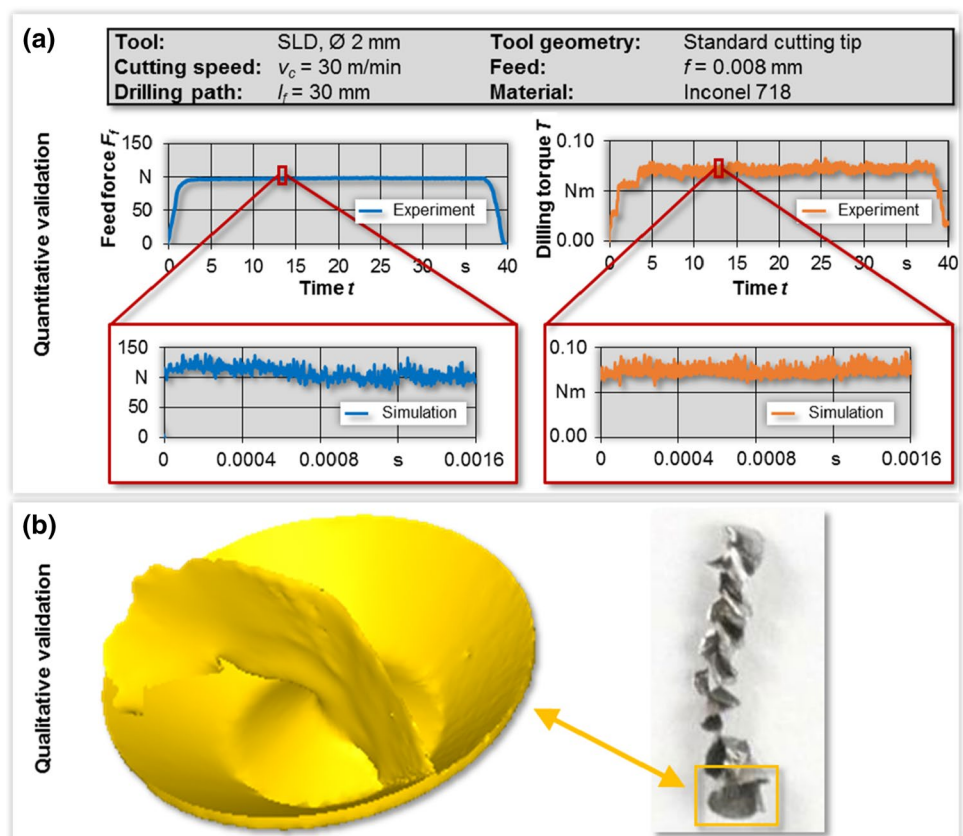 (a)
Tool: SLD, Ø 2 mm Tool geometry: Standard cutting tip
Cutting speed: vc = 30 m/min Feed: f = 0.008 mm
Drilling path: lf = 30 mm Material: Inconel 718
Quantitative validation
Feed force Ff
150
N
50
0
Experiment
0 5 10 15 20 25 30 s 40
Time t
Dilling torque T
0.10
Nm
0.00
Experiment
0 5 10 15 20 25 30 s 40
Time t
150
N
50
0
Simulation
0 0.0004 0.0008 s 0.0016
0.10
Nm
0.00
Simulation
0 0.0004 0.0008 s 0.0016
(b)
Qualitative validation